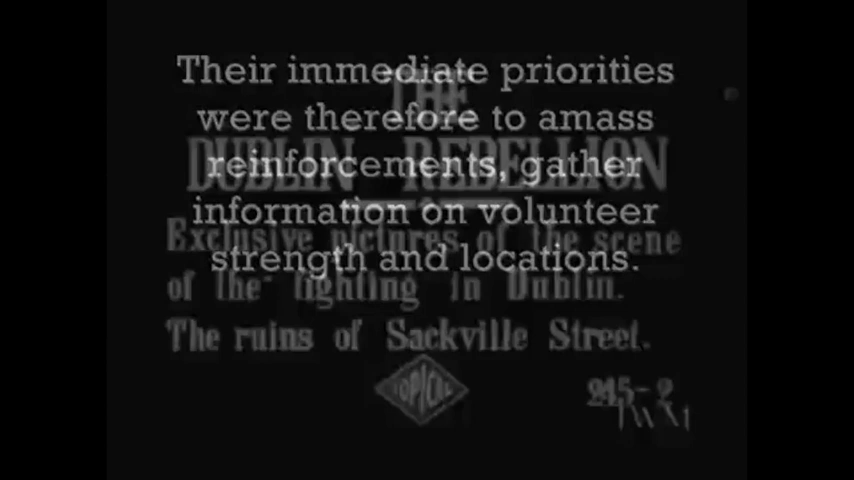 Their immediate priorities
were therefore to amass
reinforcements, gather
information on volunteer
strength and locations.
THE
DUBLIN REBELLION
Exclusive pictures of the scene
of the fighting in Dublin.
The ruins of Sackville Street.
TOPICAL
245-2